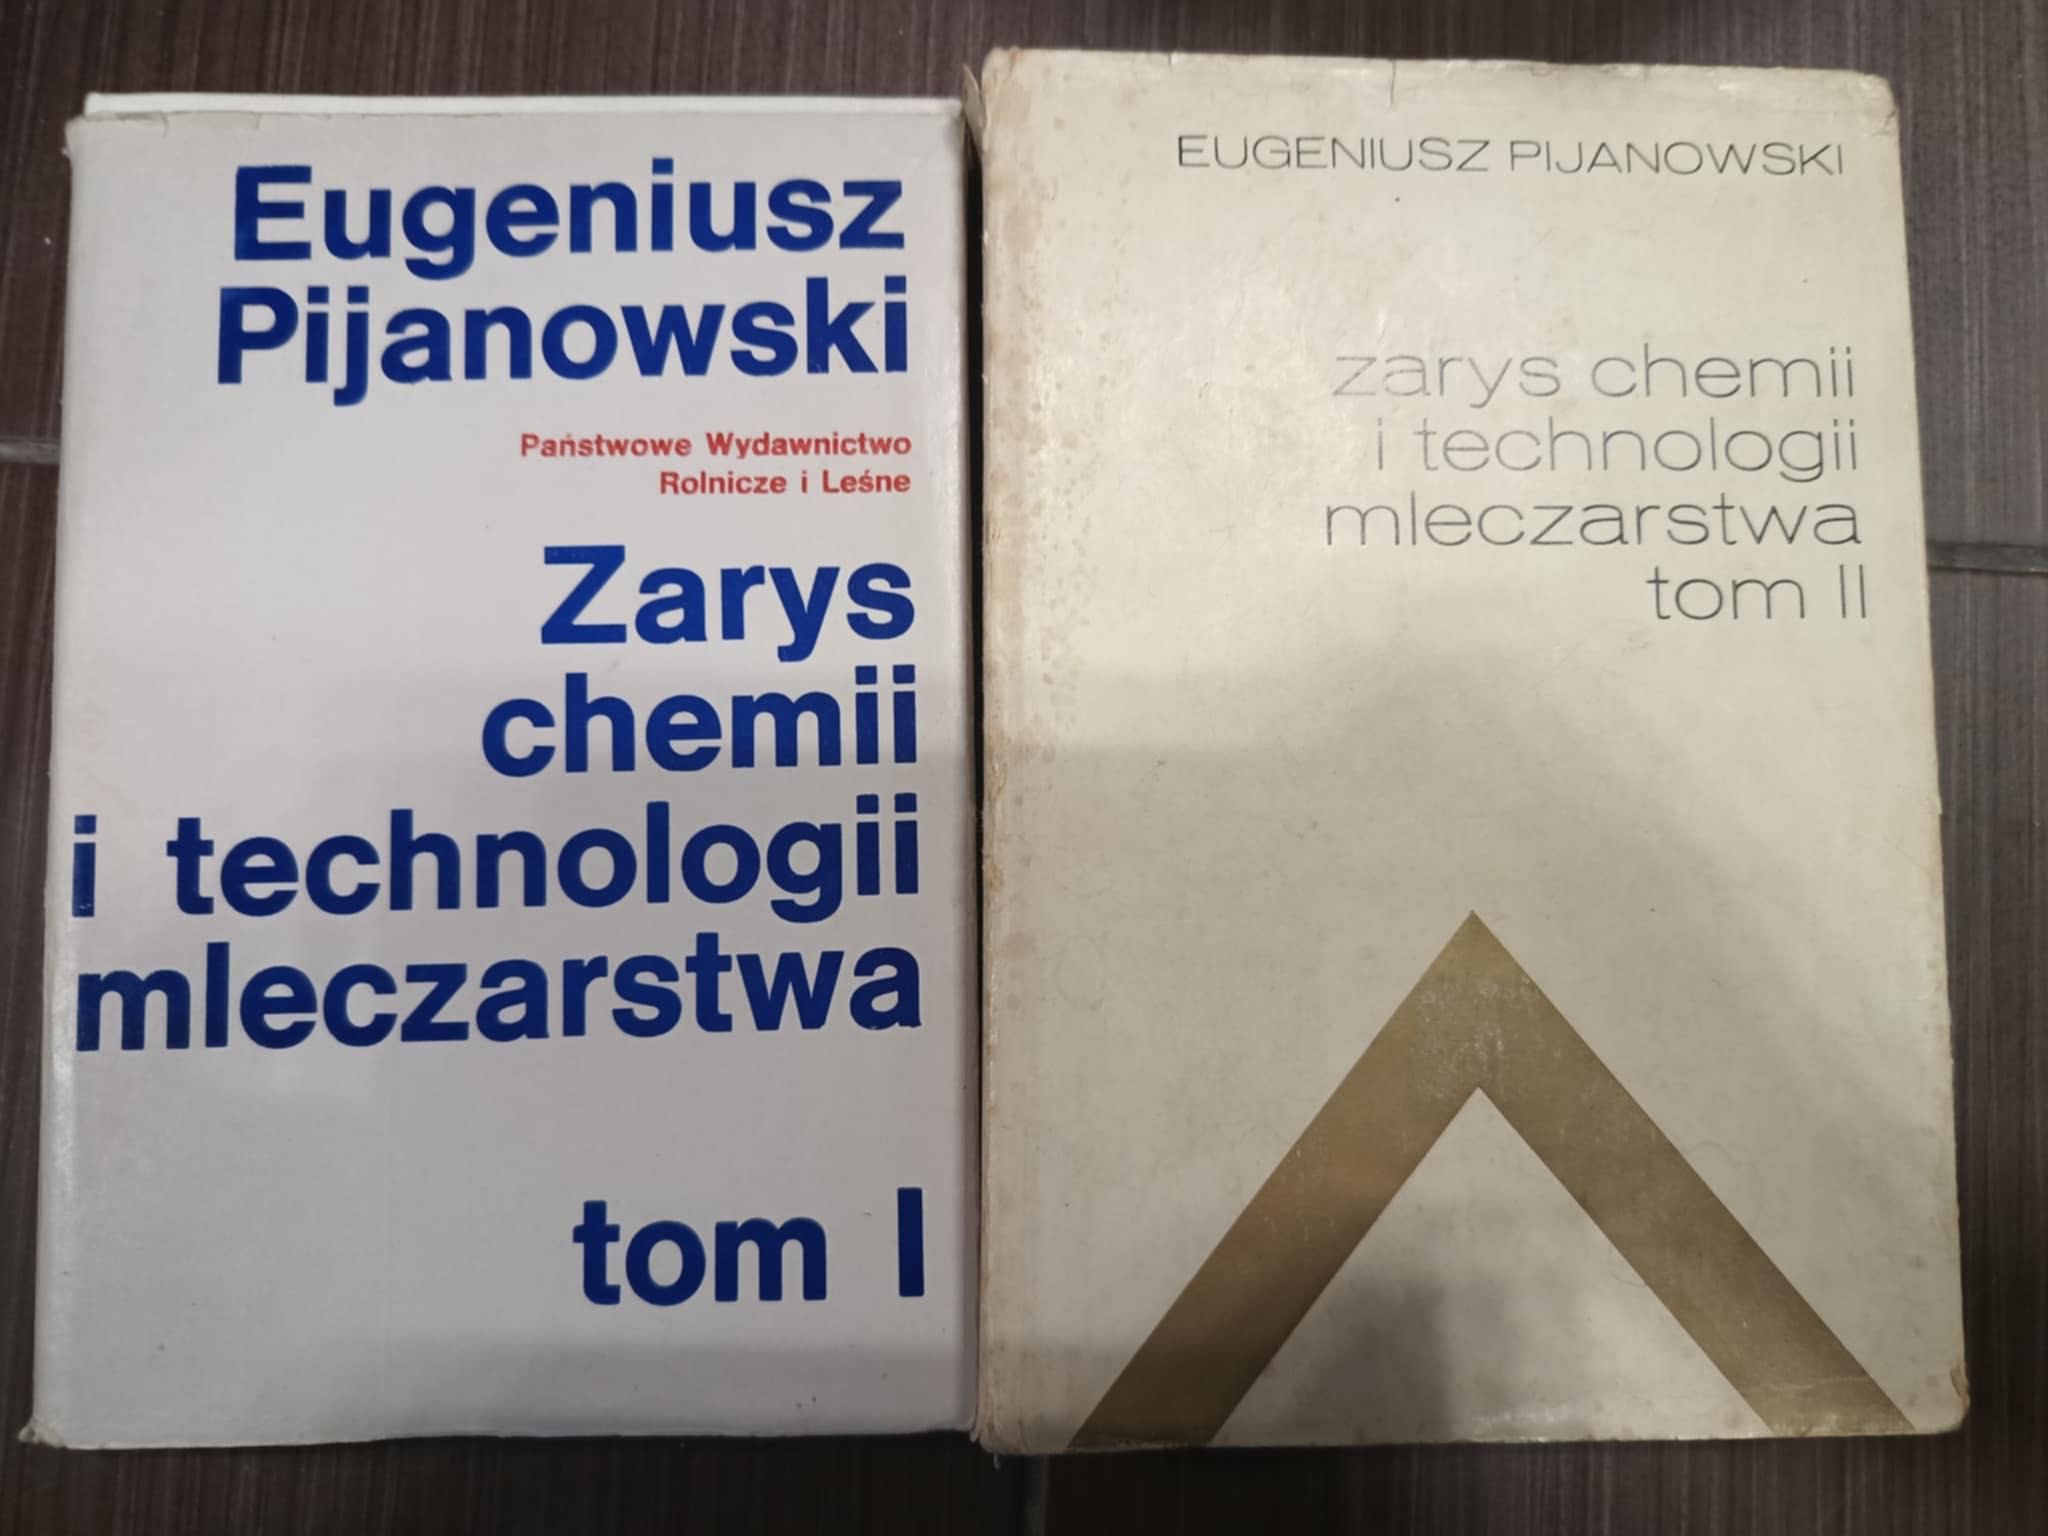 Eugeniusz
Pijanowski
Państwowe Wydawnictwo
Rolnicze i Leśne
Zarys
chemii
i technologii
mleczarstwa
tom I
EUGENIUSZ PIJANOWSKI
zarys chemii
i technologii
mleczarstwa
tom II